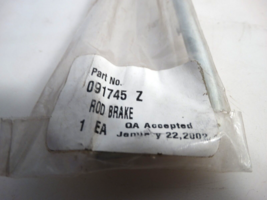 Part No.
091745 Z
ROD BRAKE
1 EA QA Accepted
January 22, 2002